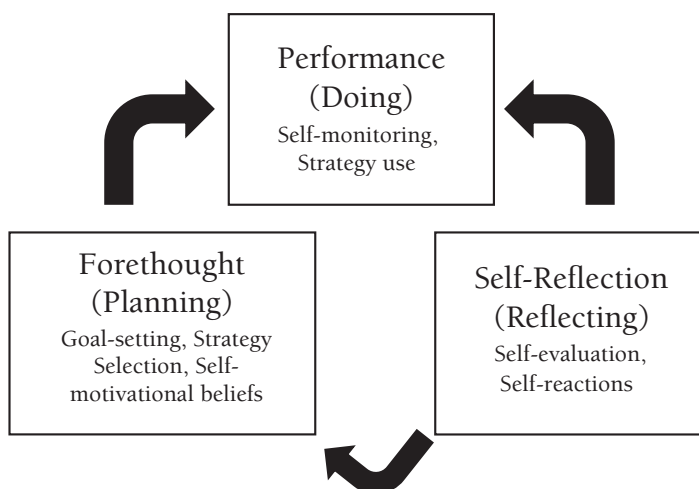 Performance
(Doing)
Self-monitoring,
Strategy use
Forethought
(Planning)
Goal-setting, Strategy
Selection, Self-
motivational beliefs
Self-Reflection
(Reflecting)
Self-evaluation,
Self-reactions